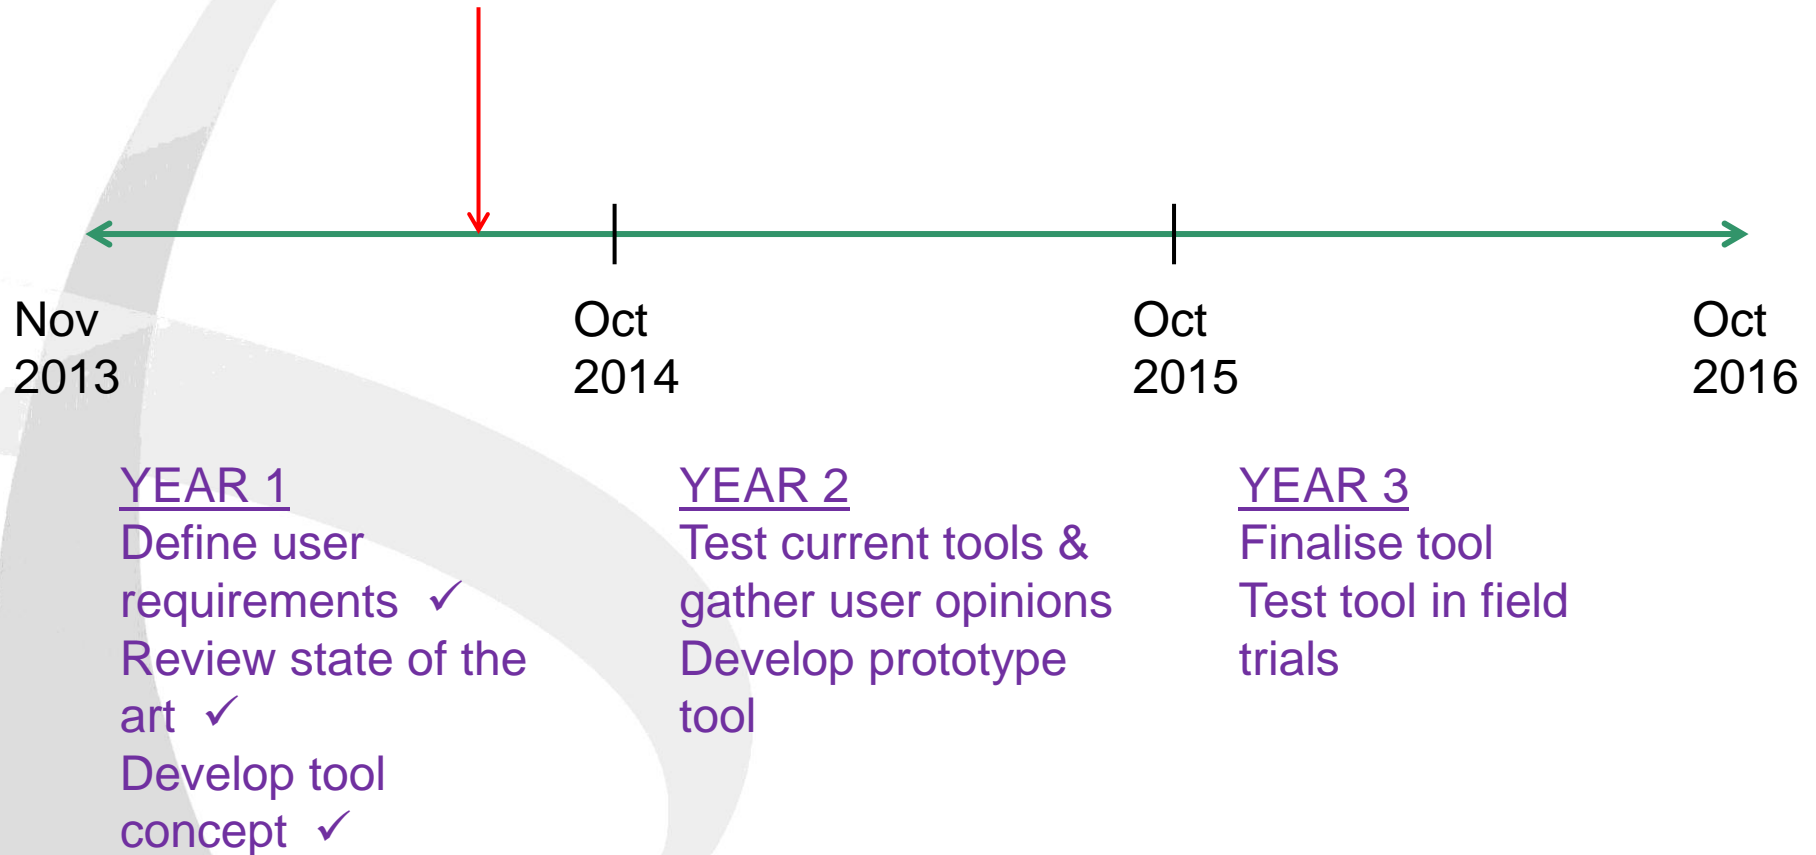 Nov
2013
Oct
2014
Oct
2015
Oct
2016
YEAR 1
Define user
requirements ✓
Review state of the
art ✓
Develop tool
concept ✓
YEAR 2
Test current tools &
gather user opinions
Develop prototype
tool
YEAR 3
Finalise tool
Test tool in field
trials